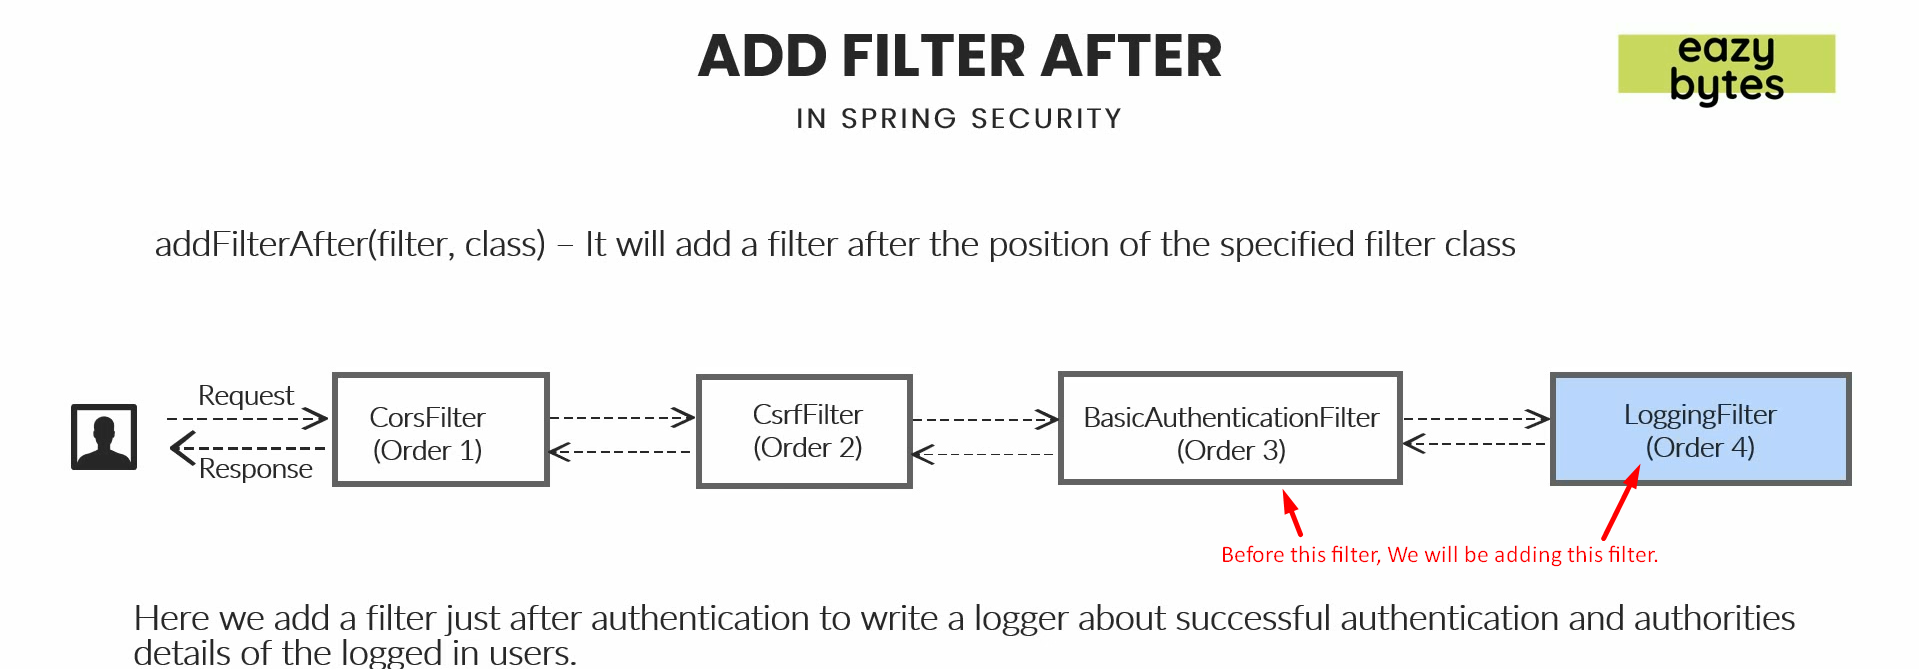 ADD FILTER AFTER
IN SPRING SECURITY
eazy
bytes
addFilterAfter(filter, class) – It will add a filter after the position of the specified filter class
Request
Response
CorsFilter
(Order 1)
CsrfFilter
(Order 2)
BasicAuthenticationFilter
(Order 3)
LoggingFilter
(Order 4)
Before this filter, We will be adding this filter.
Here we add a filter just after authentication to write a logger about successful authentication and authorities
details of the logged in users.